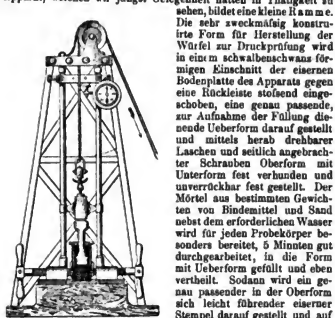 sehen, bildet eine kleine Ramme.
Die sehr zweckmäfsig konstru-
irte Form für Herstellung der
Würfel zur Druckprüfung wird
in einem schwalbenschwanz för-
migen Einschnitt der eisernen
Bodenplatte des Apparats gegen
eine Rückleiste stofsend einge-
schoben, eine genau passende,
zur Aufnahme der Füllung die-
nende Ueberform darauf gestellt
und mittels herab drehbarer
Laschen und seitlich angebrach-
ter Schrauben Oberform mit
Unterform fest verbunden und
unverrückbar fest gestellt. Der
Mörtel aus bestimmten Gewich-
ten von Bindemittel und Sand
nebst dem erforderlichen Wasser
wird für jeden Probekörper be-
sonders bereitet, 5 Minuten gut
durchgearbeitet, in die Form
mit Ueberform gefüllt und eben
vertheilt. Sodann wird ein ge-
nau passender in der Oberform
sich leicht führender eiserner
Stempel darauf gestellt und auf